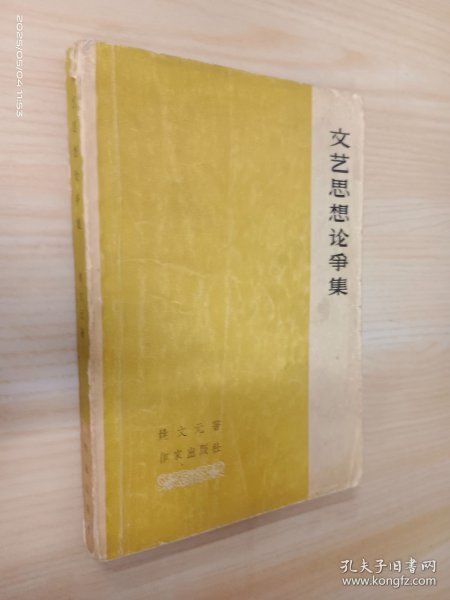 2025/05/04 11:53
文艺思想论争集
姚文元著
作家出版社
孔夫子旧书网
www.kongfz.com